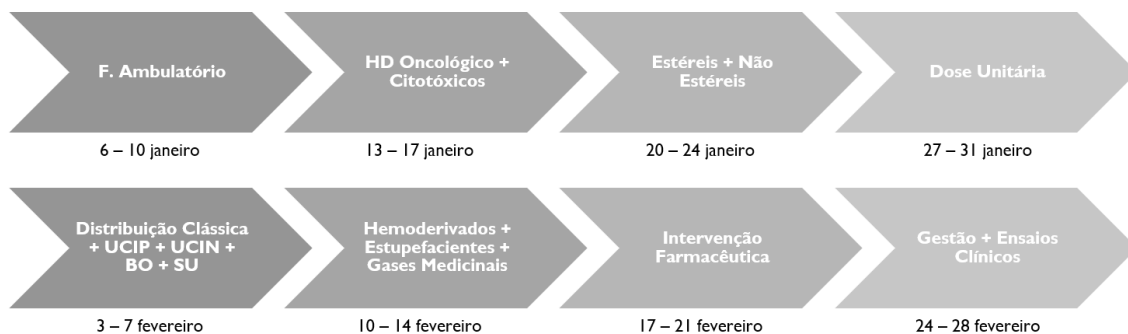 F. Ambulatório
HD Oncológico +
Citotóxicos
Estéreis + Não
Estéreis
Dose Unitária
6 – 10 janeiro
13 – 17 janeiro
20 – 24 janeiro
27 – 31 janeiro
Distribuição Clássica
+ UCIP + UCIN +
BO + SU
Hemoderivados +
Estupefacientes +
Gases Medicinais
Intervenção
Farmacêutica
Gestão + Ensaios
Clínicos
3 – 7 fevereiro
10 – 14 fevereiro
17 – 21 fevereiro
24 – 28 fevereiro